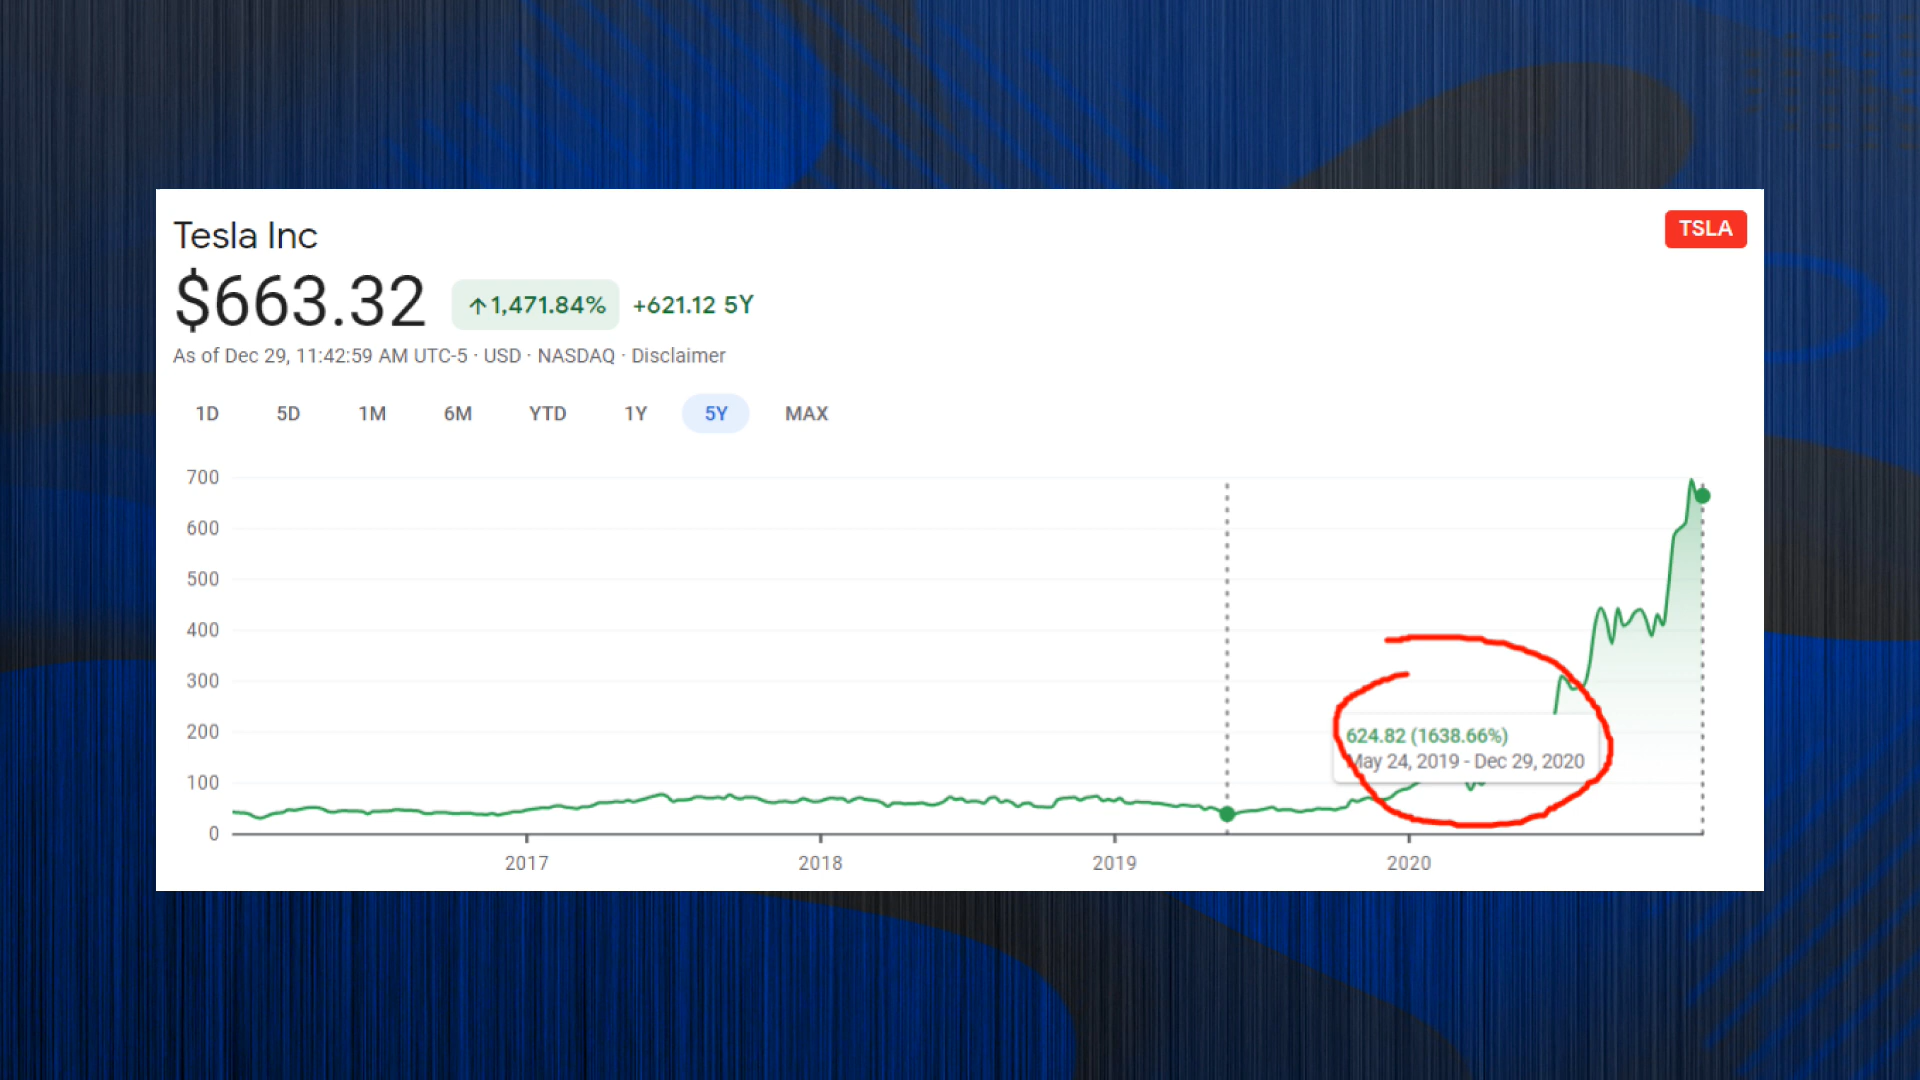 Tesla Inc
TSLA
$663.32 ↑1,471.84% +621.12 5Y
As of Dec 29, 11:42:59 AM UTC-5 · USD · NASDAQ · Disclaimer
1D 5D 1M 6M YTD 1Y 5Y MAX
700
600
500
400
300
200
100
0
624.82 (1638.66%)
May 24, 2019 - Dec 29, 2020
2017 2018 2019 2020